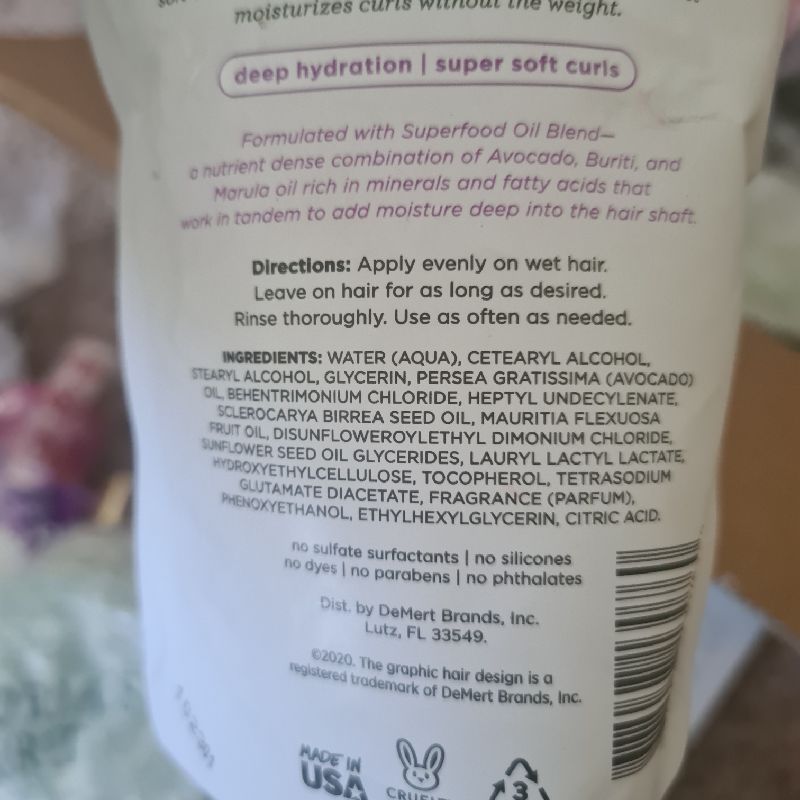 moisturizes curls without the weight.
deep hydration | super soft curls
Formulated with Superfood Oil Blend—
a nutrient dense combination of Avocado, Buriti, and
Marula oil rich in minerals and fatty acids that
work in tandem to add moisture deep into the hair shaft.
Directions: Apply evenly on wet hair.
Leave on hair for as long as desired.
Rinse thoroughly. Use as often as needed.
INGREDIENTS: WATER (AQUA), CETEARYL ALCOHOL,
STEARYL ALCOHOL, GLYCERIN, PERSEA GRATISSIMA (AVOCADO)
OIL, BEHENTRIMONIUM CHLORIDE, HEPTYL UNDECYLENATE,
SCLEROCARYA BIRREA SEED OIL, MAURITIA FLEXUOSA
FRUIT OIL, DISUNFLOWEROYLETHYL DIMONIUM CHLORIDE,
SUNFLOWER SEED OIL GLYCERIDES, LAURYL LACTYL LACTATE,
HYDROXYETHYLCELLULOSE, TOCOPHEROL, TETRASODIUM
GLUTAMATE DIACETATE, FRAGRANCE (PARFUM),
PHENOXYETHANOL, ETHYLHEXYLGLYCERIN, CITRIC ACID.
no sulfate surfactants | no silicones
no dyes | no parabens | no phthalates
Dist. by DeMert Brands, Inc.
Lutz, FL 33549.
©2020. The graphic hair design is a
registered trademark of DeMert Brands, Inc.
MADE IN
USA
3